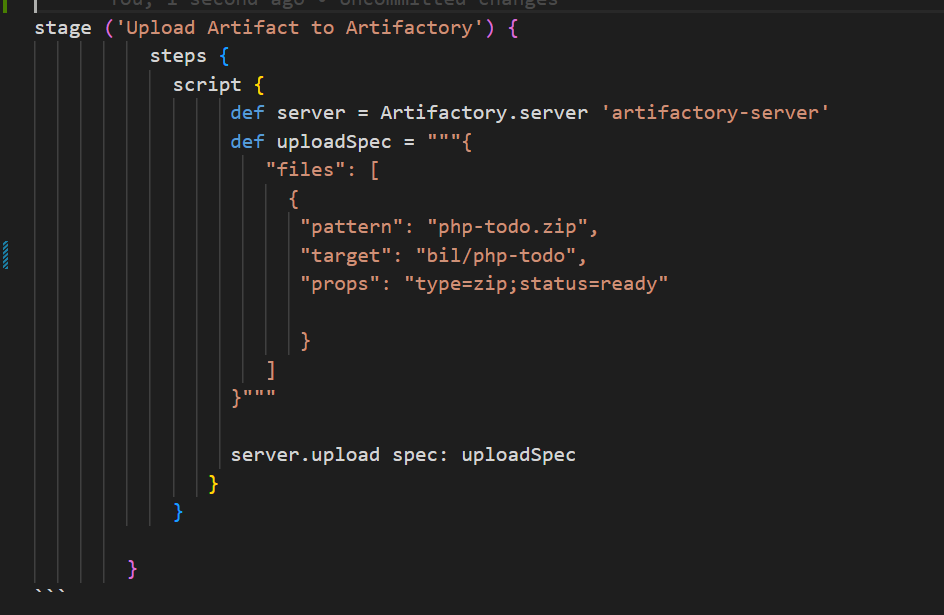 You, 1 second ago • Uncommitted changes
stage ('Upload Artifact to Artifactory') {
steps {
script {
def server = Artifactory.server 'artifactory-server'
def uploadSpec = """{
"files": [
{
"pattern": "php-todo.zip",
"target": "bil/php-todo",
"props": "type=zip;status=ready"
}
]
}"""
server.upload spec: uploadSpec
}
}
}
```